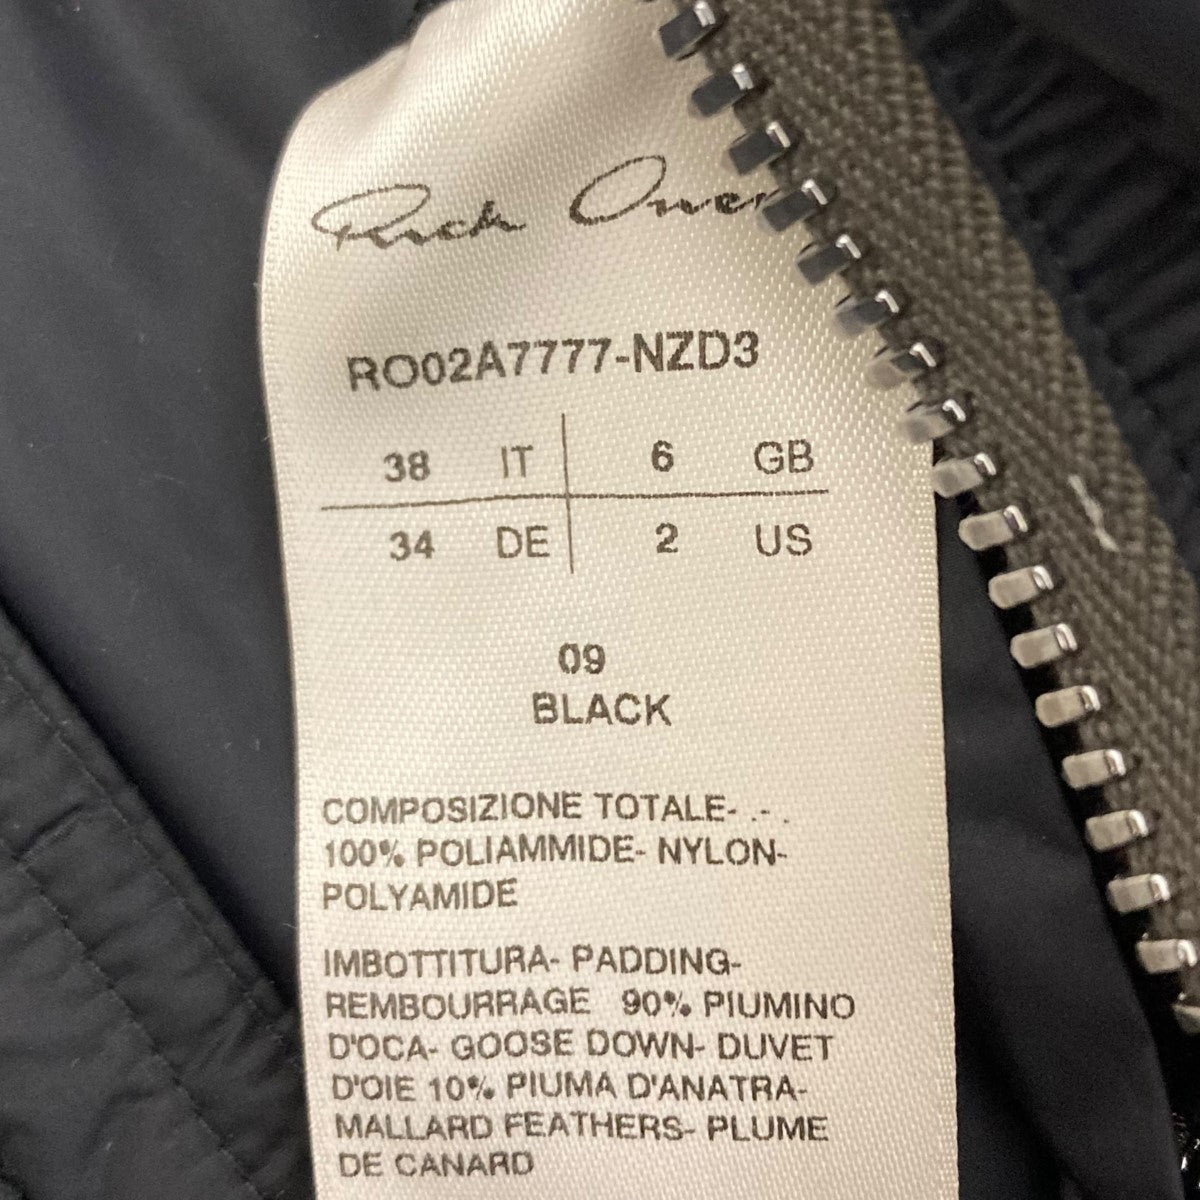 Rick Owen
RO02A7777-NZD3
38 IT 6 GB
34 DE 2 US
09
BLACK
COMPOSIZIONE TOTALE- .- .
100% POLIAMMIDE- NYLON-
POLYAMIDE
IMBOTTITURA- PADDING-
REMBOURRAGE 90% PIUMINO
D'OCA- GOOSE DOWN- DUVET
D'OIE 10% PIUMA D'ANATRA-
MALLARD FEATHERS- PLUME
DE CANARD